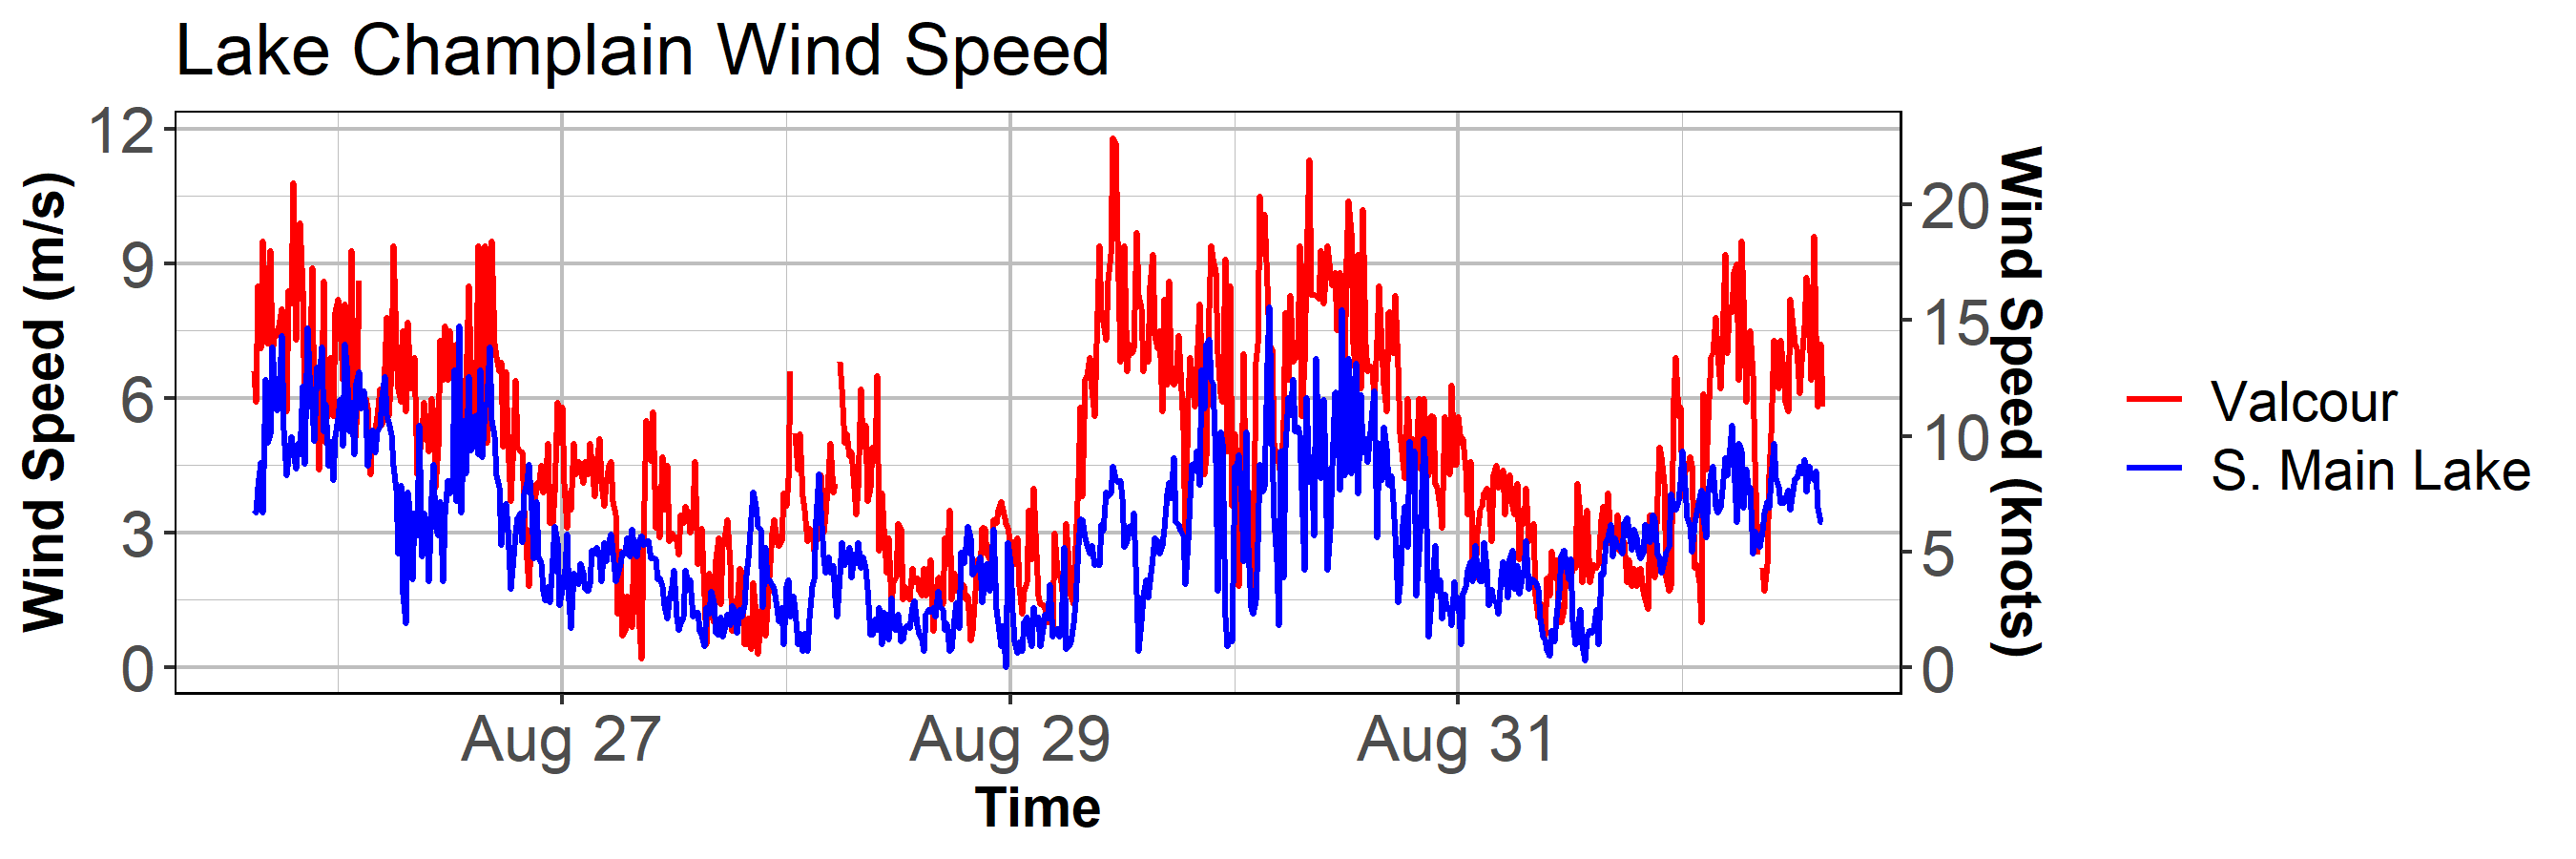 Lake Champlain Wind Speed
Wind Speed (m/s)
12
9
6
3
0
20
15
10
5
0
Wind Speed (knots)
Aug 27
Aug 29
Aug 31
Time
Valcour
S. Main Lake